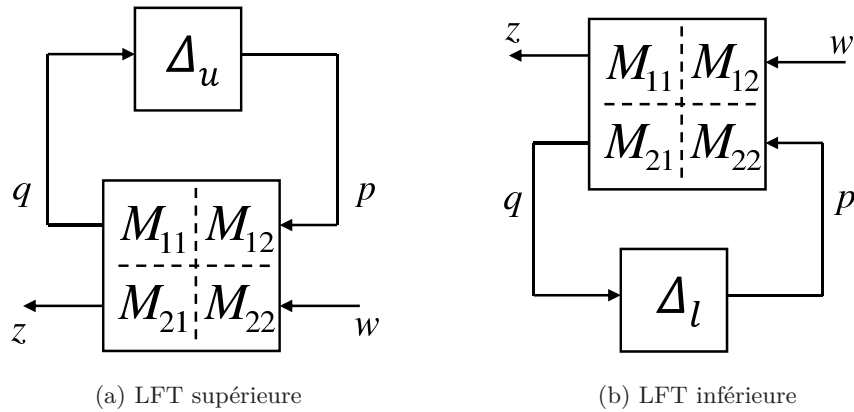 Δu
q
p
M11 M12
M21 M22
z
w
(a) LFT supérieure
z
w
M11 M12
M21 M22
q
p
Δl
(b) LFT inférieure